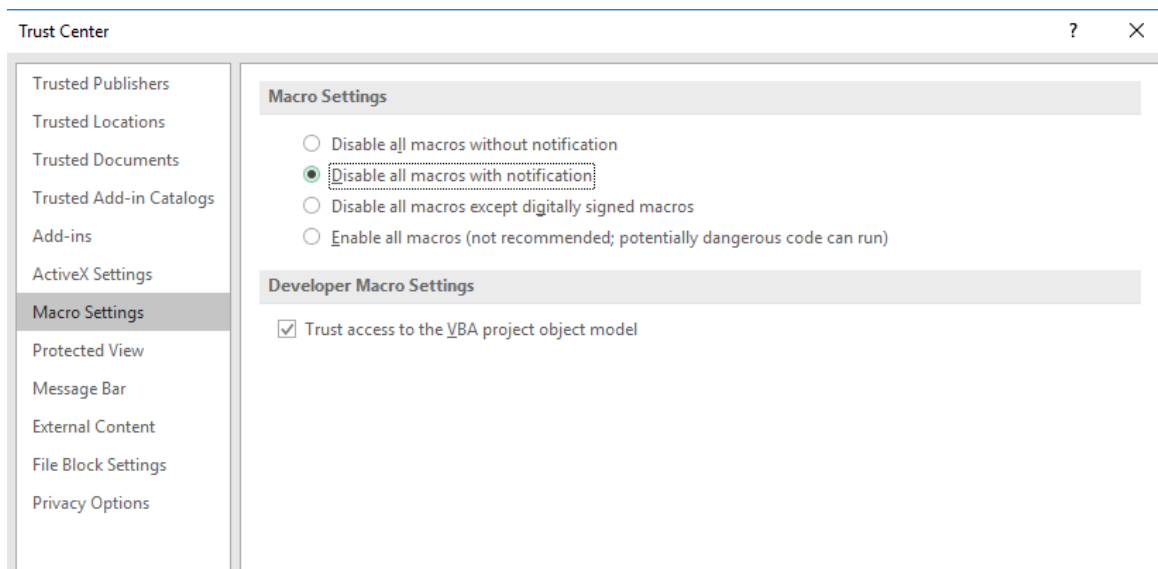 Trust Center
?
Trusted Publishers
Trusted Locations
Trusted Documents
Trusted Add-in Catalogs
Add-ins
ActiveX Settings
Macro Settings
Protected View
Message Bar
External Content
File Block Settings
Privacy Options
Macro Settings
Disable all macros without notification
Disable all macros with notification
Disable all macros except digitally signed macros
Enable all macros (not recommended; potentially dangerous code can run)
Developer Macro Settings
Trust access to the VBA project object model